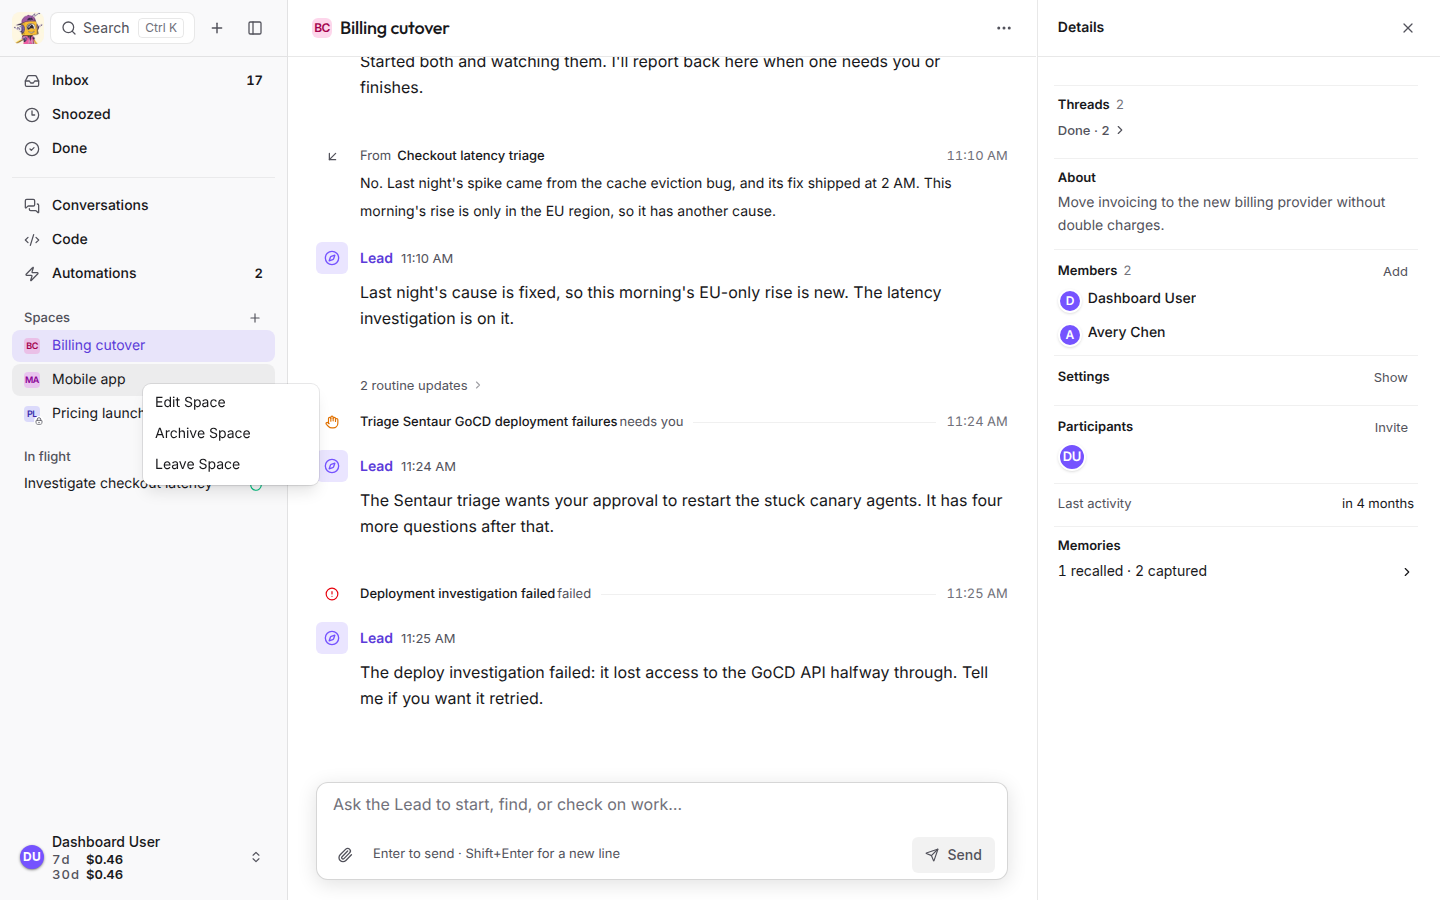 Search Ctrl K
Inbox 17
Snoozed
Done
Conversations
Code
Automations 2
Spaces
BC Billing cutover
MA Mobile app
PL Pricing launch
Edit Space
Archive Space
Leave Space
In flight
Investigate checkout latency
DU Dashboard User
7d $0.46
30d $0.46
BC Billing cutover
Started both and watching them. I'll report back here when one needs you or
finishes.
From Checkout latency triage 11:10 AM
No. Last night's spike came from the cache eviction bug, and its fix shipped at 2 AM. This
morning's rise is only in the EU region, so it has another cause.
Lead 11:10 AM
Last night's cause is fixed, so this morning's EU-only rise is new. The latency
investigation is on it.
2 routine updates
Triage Sentaur GoCD deployment failures needs you 11:24 AM
Lead 11:24 AM
The Sentaur triage wants your approval to restart the stuck canary agents. It has four
more questions after that.
Deployment investigation failed failed 11:25 AM
Lead 11:25 AM
The deploy investigation failed: it lost access to the GoCD API halfway through. Tell
me if you want it retried.
Ask the Lead to start, find, or check on work...
Enter to send · Shift+Enter for a new line
Send
Details
Threads 2
Done · 2
About
Move invoicing to the new billing provider without
double charges.
Members 2 Add
D Dashboard User
A Avery Chen
Settings Show
Participants Invite
DU
Last activity in 4 months
Memories
1 recalled · 2 captured